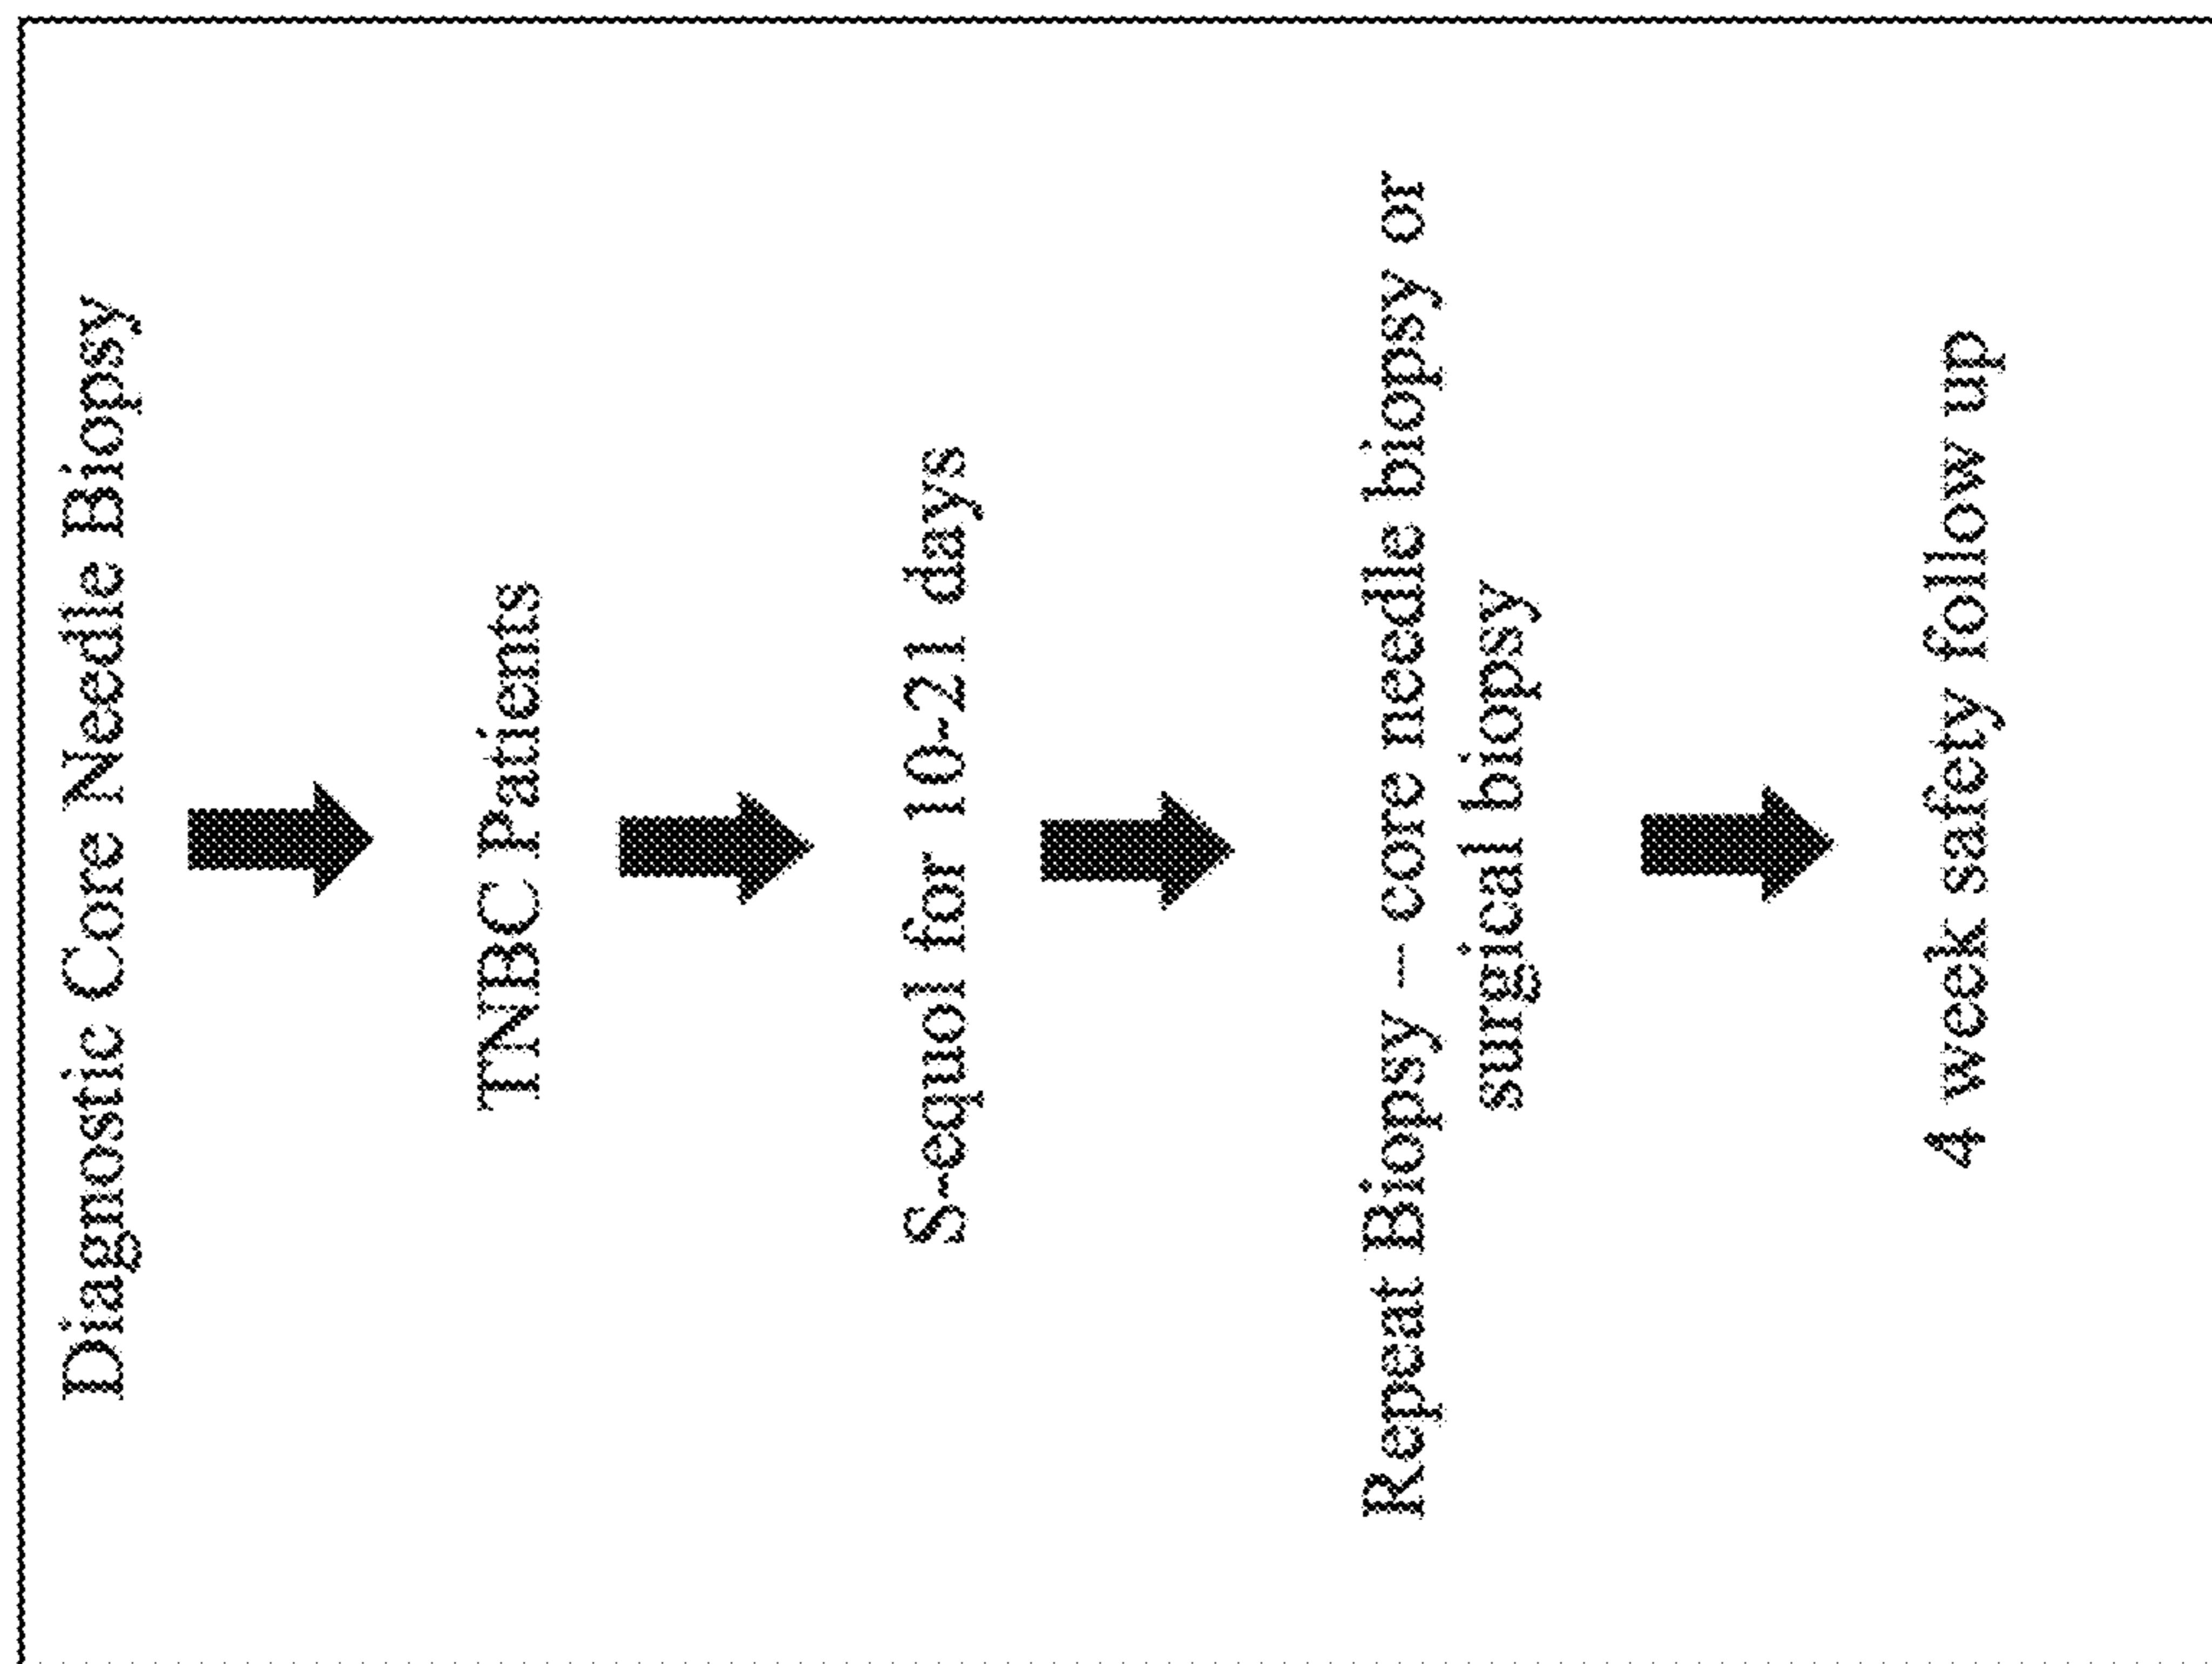 Diagnostic Core Needle Biopsy
TNBC Patients
S-equol for 10-21 days
Repeat Biopsy – core needle biopsy or
surgical biopsy
4 week safety follow up